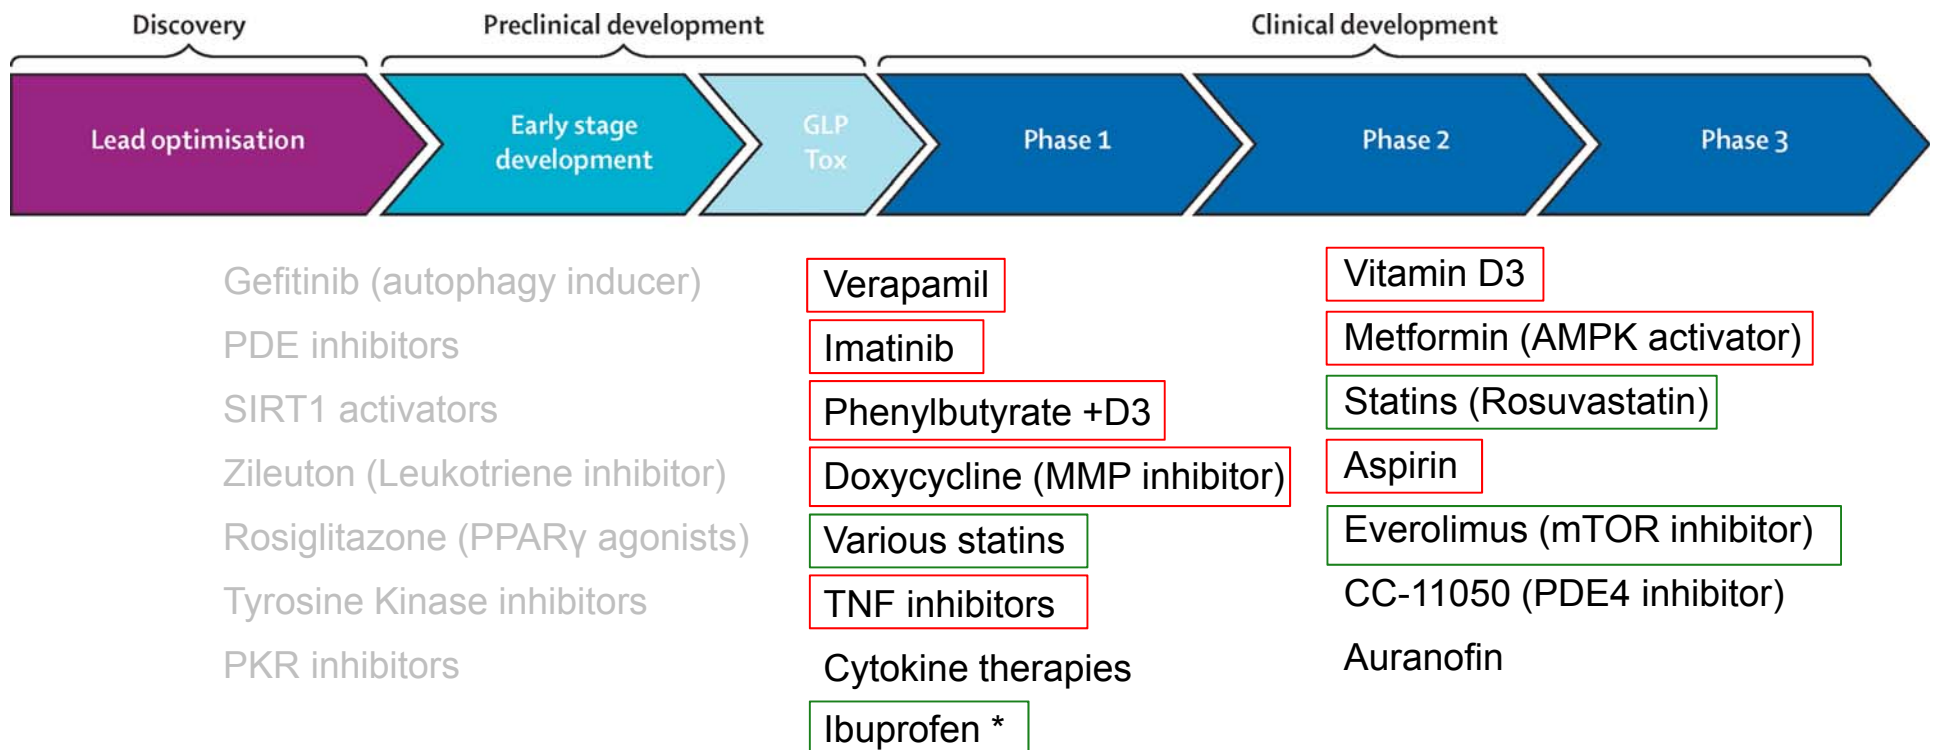 Discovery
Preclinical development
Clinical development
Lead optimisation
Early stage
development
GLP
Tox
Phase 1
Phase 2
Phase 3
Gefitinib (autophagy inducer)
PDE inhibitors
SIRT1 activators
Zileuton (Leukotriene inhibitor)
Rosiglitazone (PPARγ agonists)
Tyrosine Kinase inhibitors
PKR inhibitors
Verapamil
Imatinib
Phenylbutyrate +D3
Doxycycline (MMP inhibitor)
Various statins
TNF inhibitors
Cytokine therapies
Ibuprofen *
Vitamin D3
Metformin (AMPK activator)
Statins (Rosuvastatin)
Aspirin
Everolimus (mTOR inhibitor)
CC-11050 (PDE4 inhibitor)
Auranofin